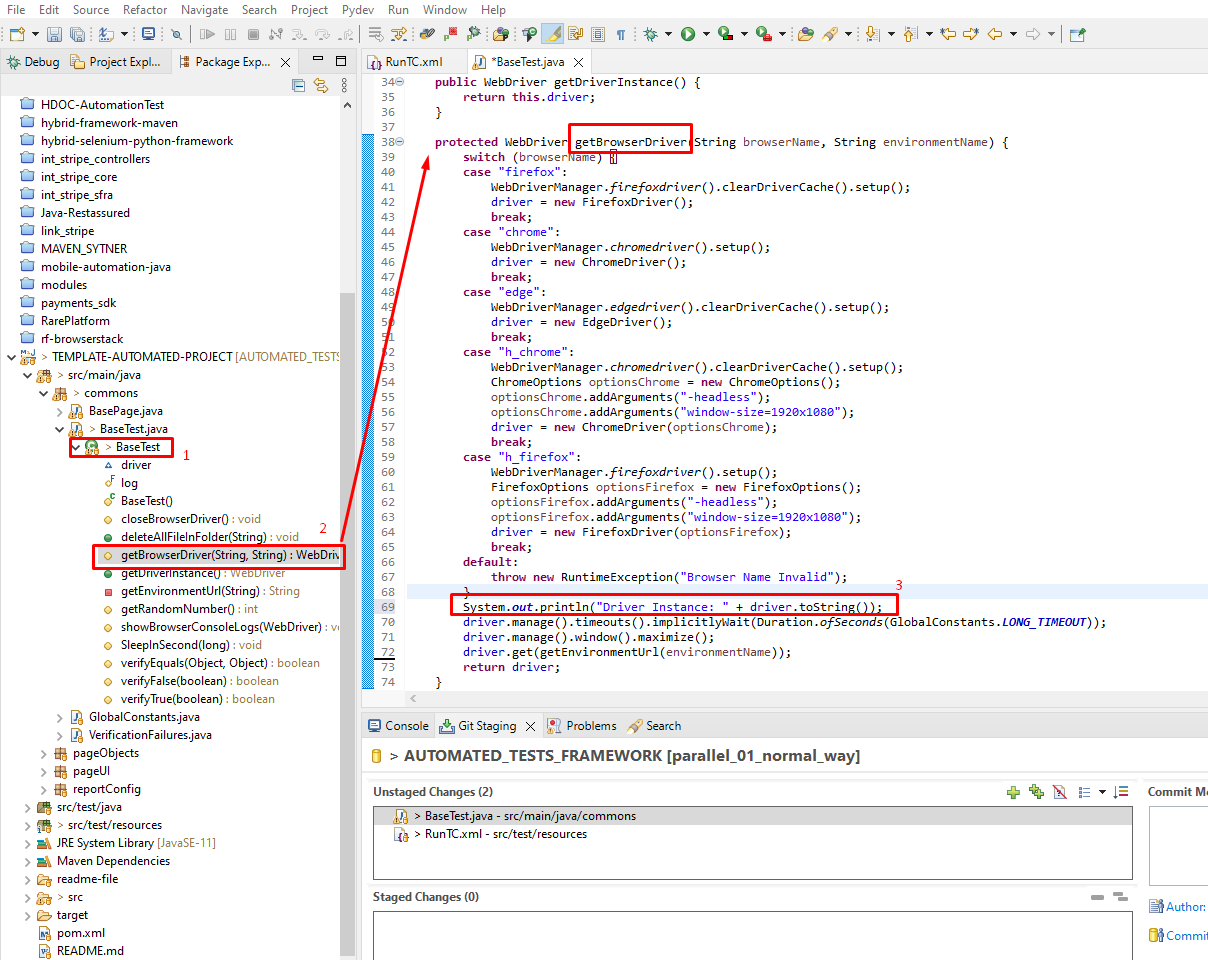 File Edit Source Refactor Navigate Search Project Pydev Run Window Help
Debug Project Expl... Package Exp...
HDOC-AutomationTest
hybrid-framework-maven
hybrid-selenium-python-framework
int_stripe_controllers
int_stripe_core
int_stripe_sfra
Java-Restassured
link_stripe
MAVEN_SYTNER
mobile-automation-java
modules
payments_sdk
RarePlatform
rf-browserstack
> TEMPLATE-AUTOMATED-PROJECT [AUTOMATED_TESTS
> src/main/java
> commons
BasePage.java
> BaseTest.java
> BaseTest
1
driver
log
BaseTest()
closeBrowserDriver() : void
2
deleteAllFileInFolder(String) : void
getBrowserDriver(String, String) : WebDriv
getDriverInstance() : WebDriver
getEnvironmentUrl(String) : String
getRandomNumber() : int
showBrowserConsoleLogs(WebDriver) : v
SleepInSecond(long) : void
verifyEquals(Object, Object) : boolean
verifyFalse(boolean) : boolean
verifyTrue(boolean) : boolean
GlobalConstants.java
VerificationFailures.java
pageObjects
pageUI
reportConfig
src/test/java
> src/test/resources
JRE System Library [JavaSE-11]
Maven Dependencies
readme-file
> src
target
pom.xml
README.md
RunTC.xml *BaseTest.java
34 public WebDriver getDriverInstance() {
35 return this.driver;
36 }
37
38 protected WebDriver getBrowserDriver(String browserName, String environmentName) {
39 switch (browserName) {
40 case "firefox":
41 WebDriverManager.firefoxdriver().clearDriverCache().setup();
42 driver = new FirefoxDriver();
43 break;
44 case "chrome":
45 WebDriverManager.chromedriver().setup();
46 driver = new ChromeDriver();
47 break;
48 case "edge":
49 WebDriverManager.edgedriver().clearDriverCache().setup();
50 driver = new EdgeDriver();
51 break;
52 case "h_chrome":
53 WebDriverManager.chromedriver().clearDriverCache().setup();
54 ChromeOptions optionsChrome = new ChromeOptions();
55 optionsChrome.addArguments("-headless");
56 optionsChrome.addArguments("window-size=1920x1080");
57 driver = new ChromeDriver(optionsChrome);
58 break;
59 case "h_firefox":
60 WebDriverManager.firefoxdriver().setup();
61 FirefoxOptions optionsFirefox = new FirefoxOptions();
62 optionsFirefox.addArguments("-headless");
63 optionsFirefox.addArguments("window-size=1920x1080");
64 driver = new FirefoxDriver(optionsFirefox);
65 break;
66 default:
67 throw new RuntimeException("Browser Name Invalid");
68 }
3
69 System.out.println("Driver Instance: " + driver.toString());
70 driver.manage().timeouts().implicitlyWait(Duration.ofSeconds(GlobalConstants.LONG_TIMEOUT));
71 driver.manage().window().maximize();
72 driver.get(getEnvironmentUrl(environmentName));
73 return driver;
74 }
Console Git Staging Problems Search
> AUTOMATED_TESTS_FRAMEWORK [parallel_01_normal_way]
Unstaged Changes (2)
> BaseTest.java - src/main/java/commons
> RunTC.xml - src/test/resources
Staged Changes (0)
Commit Me
Author:
Commit